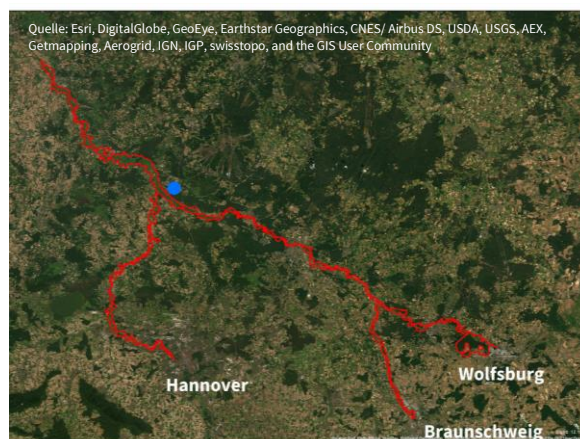 Quelle: Esri, DigitalGlobe, GeoEye, Earthstar Geographics, CNES/ Airbus DS, USDA, USGS, AEX,
Getmapping, Aerogrid, IGN, IGP, swisstopo, and the GIS User Community
Hannover
Wolfsburg
Braunschweig